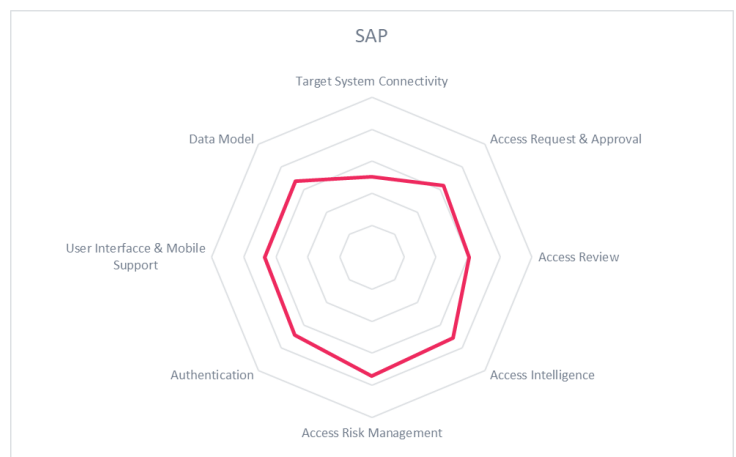 SAP
Target System Connectivity
Data Model
Access Request & Approval
User Interfacce & Mobile
Support
Access Review
Authentication
Access Intelligence
Access Risk Management